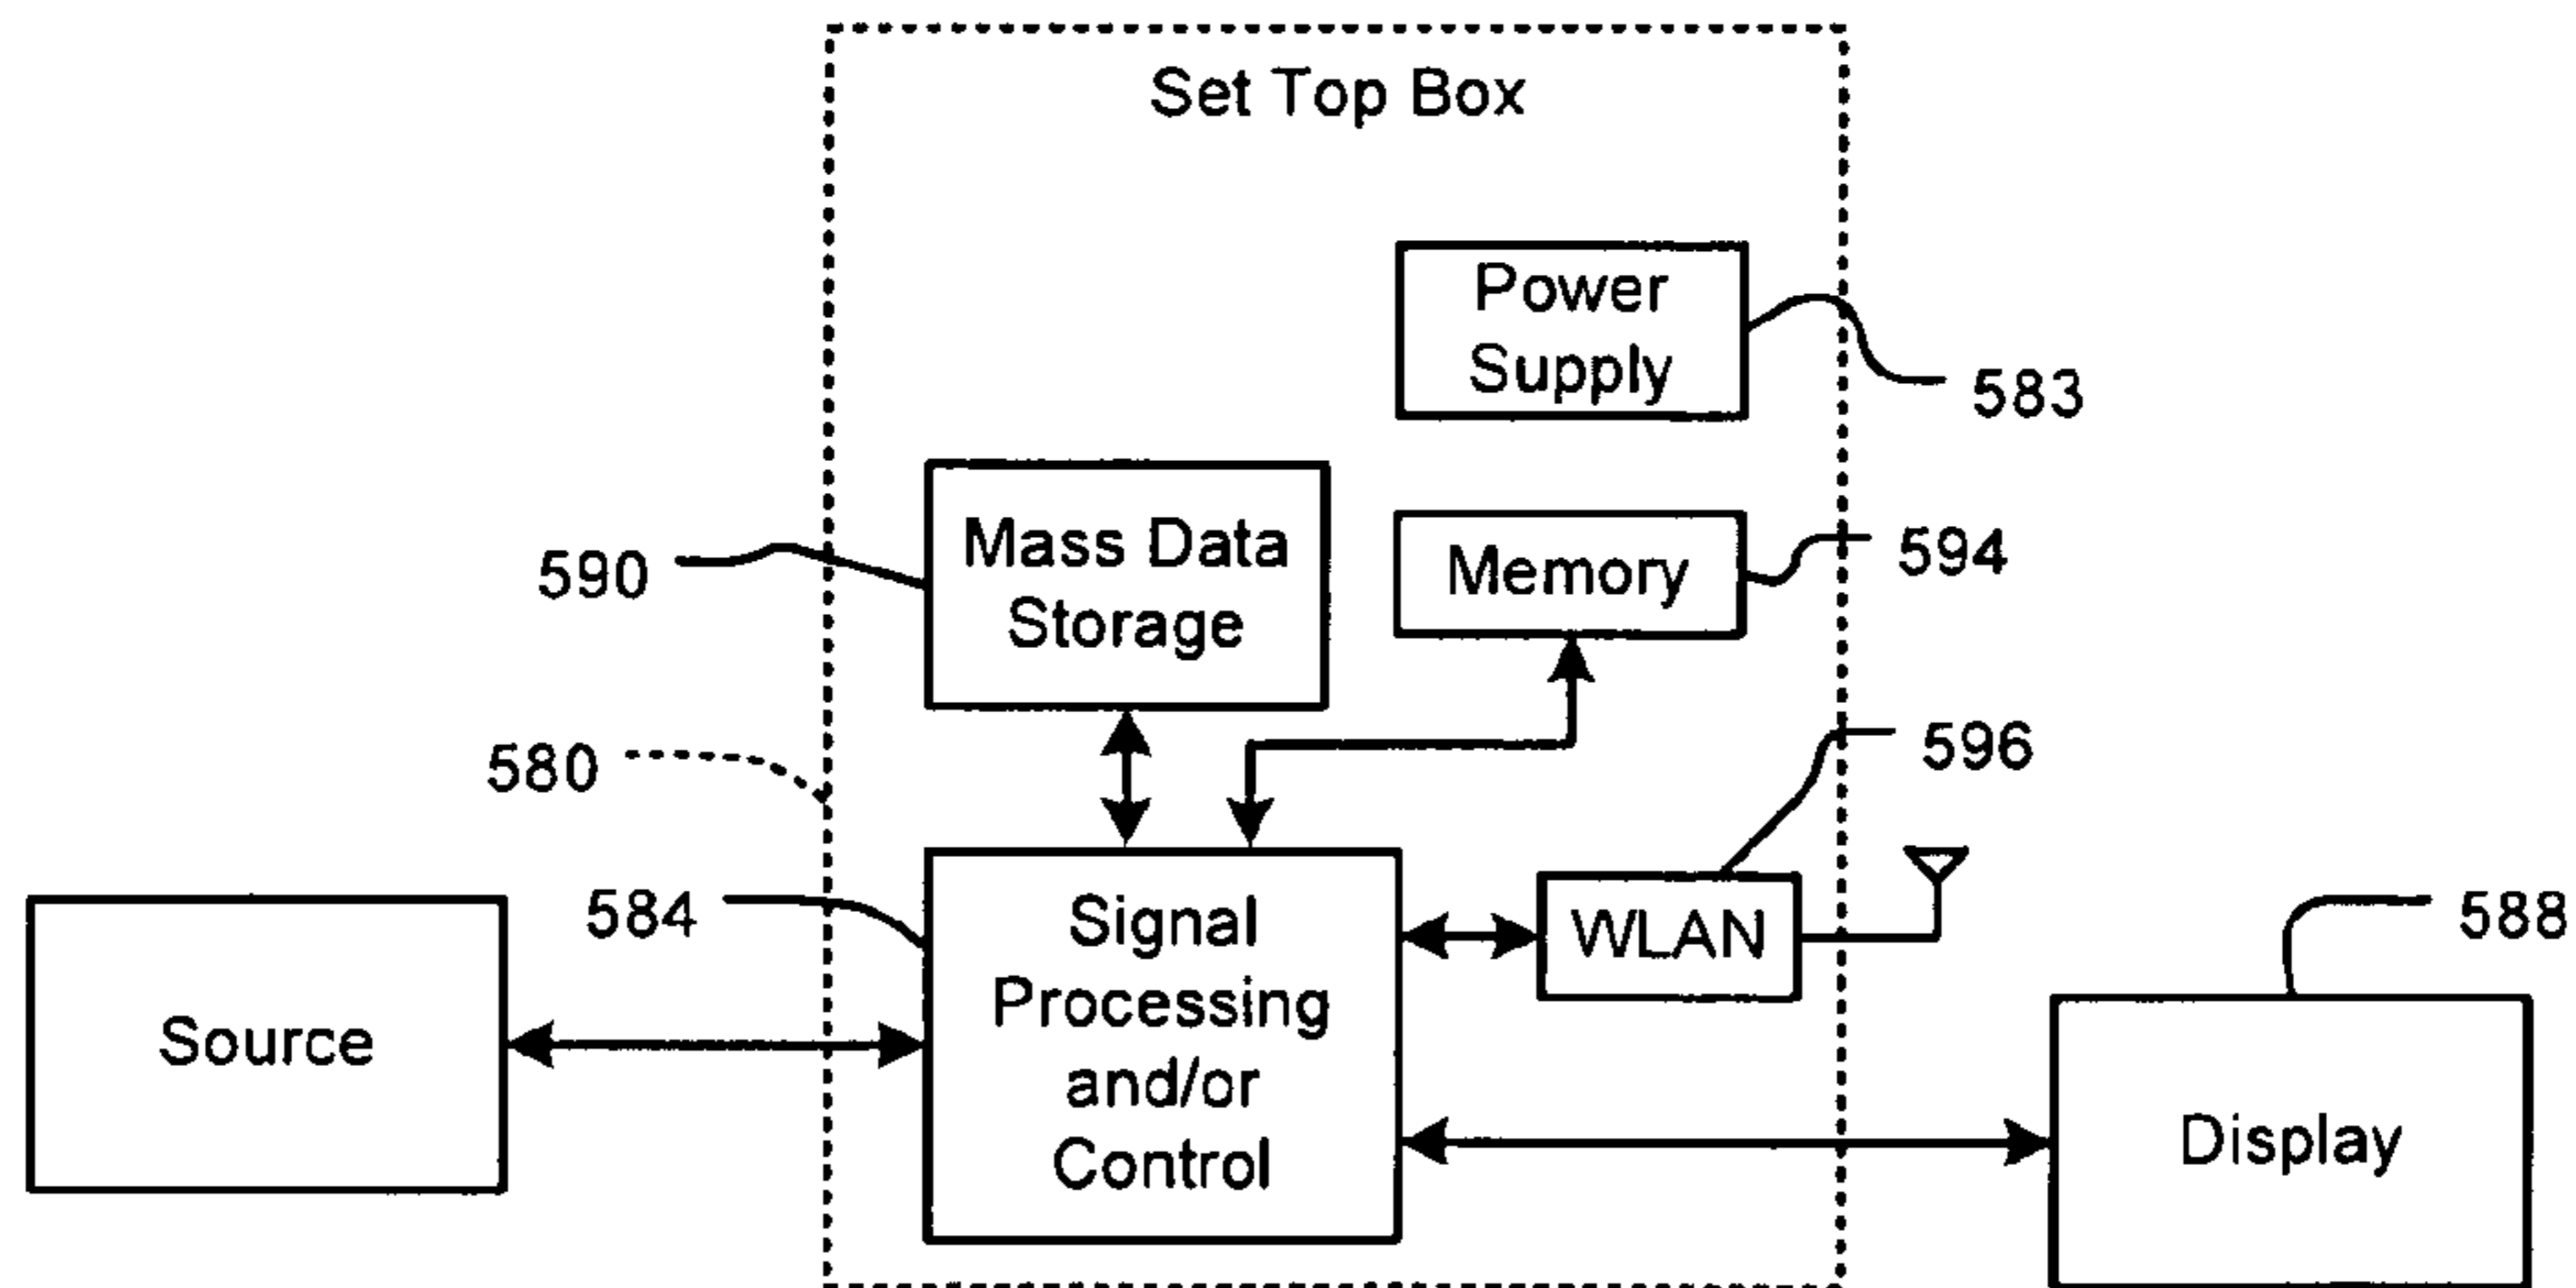 Set Top Box
Power
Supply
583
Mass Data
Storage
590
Memory
594
580
596
584
Signal
Processing
and/or
Control
WLAN
588
Source
Display